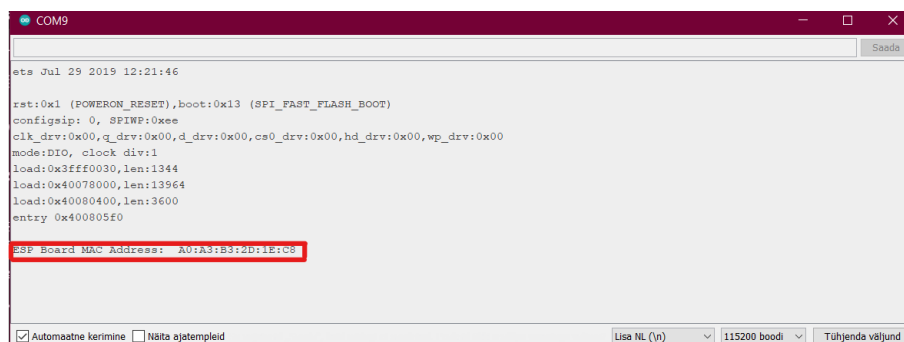 COM9
Saada
ets Jul 29 2019 12:21:46
rst:0x1 (POWERON_RESET),boot:0x13 (SPI_FAST_FLASH_BOOT)
configsip: 0, SPIWP:0xee
clk_drv:0x00,q_drv:0x00,d_drv:0x00,cs0_drv:0x00,hd_drv:0x00,wp_drv:0x00
mode:DIO, clock div:1
load:0x3fff0030,len:1344
load:0x40078000,len:13964
load:0x40080400,len:3600
entry 0x400805f0
ESP Board MAC Address:  A0:A3:B3:2D:1E:C8
Automaatne kerimine Näita ajatempleid Lisa NL (\n) 115200 boodi Tühjenda väljund